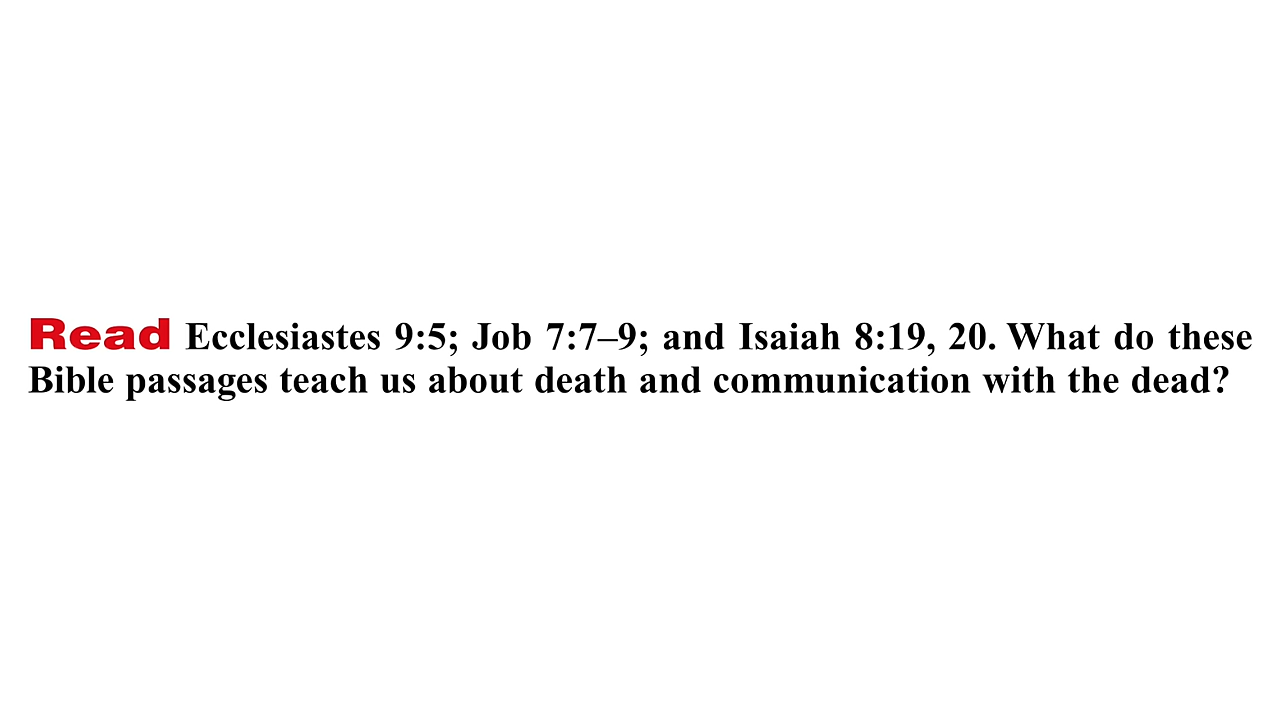 Read Ecclesiastes 9:5; Job 7:7–9; and Isaiah 8:19, 20. What do these
Bible passages teach us about death and communication with the dead?